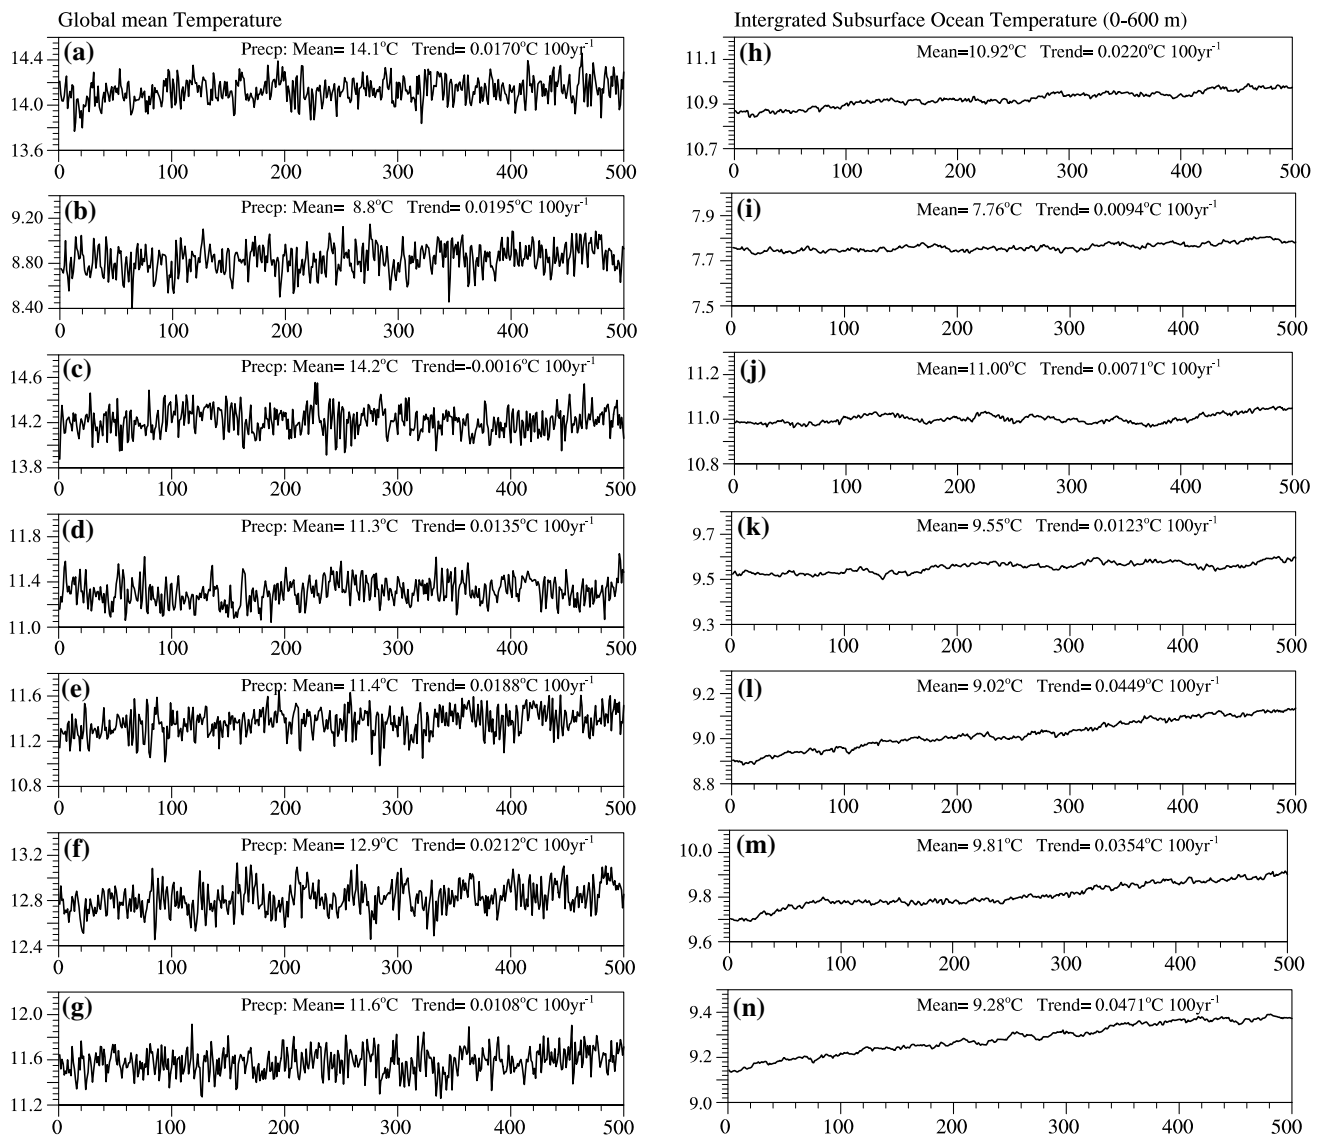 Global mean Temperature
(a) Precp: Mean= 14.1°C Trend= 0.0170°C 100yr-1
14.4
14.0
13.6
0 100 200 300 400 500
(b) Precp: Mean= 8.8°C Trend= 0.0195°C 100yr-1
9.20
8.80
8.40
0 100 200 300 400 500
(c) Precp: Mean= 14.2°C Trend=-0.0016°C 100yr-1
14.6
14.2
13.8
0 100 200 300 400 500
(d) Precp: Mean= 11.3°C Trend= 0.0135°C 100yr-1
11.8
11.4
11.0
0 100 200 300 400 500
(e) Precp: Mean= 11.4°C Trend= 0.0188°C 100yr-1
11.6
11.2
10.8
0 100 200 300 400 500
(f) Precp: Mean= 12.9°C Trend= 0.0212°C 100yr-1
13.2
12.8
12.4
0 100 200 300 400 500
(g) Precp: Mean= 11.6°C Trend= 0.0108°C 100yr-1
12.0
11.6
11.2
0 100 200 300 400 500
Intergrated Subsurface Ocean Temperature (0-600 m)
(h) Mean=10.92°C Trend= 0.0220°C 100yr-1
11.1
10.9
10.7
0 100 200 300 400 500
(i) Mean= 7.76°C Trend= 0.0094°C 100yr-1
7.9
7.7
7.5
0 100 200 300 400 500
(j) Mean=11.00°C Trend= 0.0071°C 100yr-1
11.2
11.0
10.8
0 100 200 300 400 500
(k) Mean= 9.55°C Trend= 0.0123°C 100yr-1
9.7
9.5
9.3
0 100 200 300 400 500
(l) Mean= 9.02°C Trend= 0.0449°C 100yr-1
9.2
9.0
8.8
0 100 200 300 400 500
(m) Mean= 9.81°C Trend= 0.0354°C 100yr-1
10.0
9.8
9.6
0 100 200 300 400 500
(n) Mean= 9.28°C Trend= 0.0471°C 100yr-1
9.4
9.2
9.0
0 100 200 300 400 500